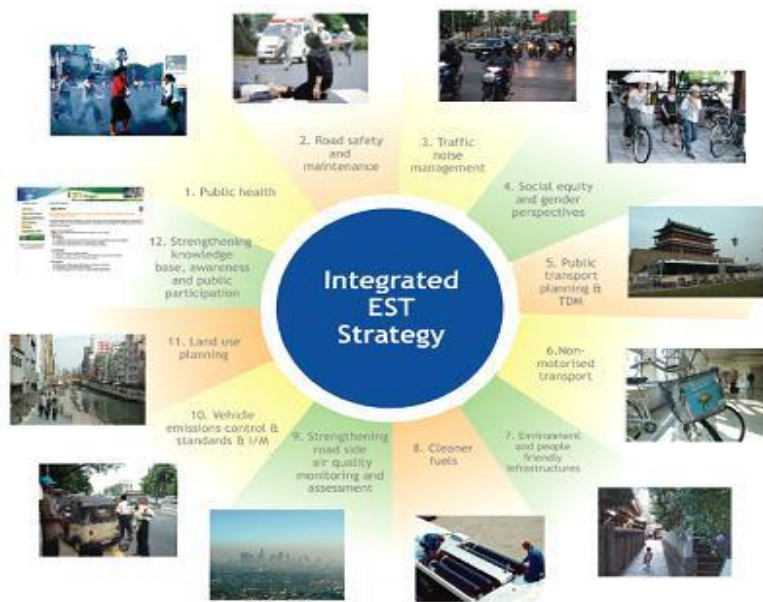 Integrated
EST
Strategy
1. Public health
2. Road safety
and
maintenance
3. Traffic
noise
management
4. Social equity
and gender
perspectives
5. Public
transport
planning &
TDM
6.Non-
motorised
transport
7. Environment
and people
friendly
infrastructures
8. Cleaner
fuels
9. Strengthening
road side
air quality
monitoring and
assessment
10. Vehicle
emissions control &
standards & I/M
11. Land use
planning
12. Strengthening
knowledge
base, awareness
and public
participation